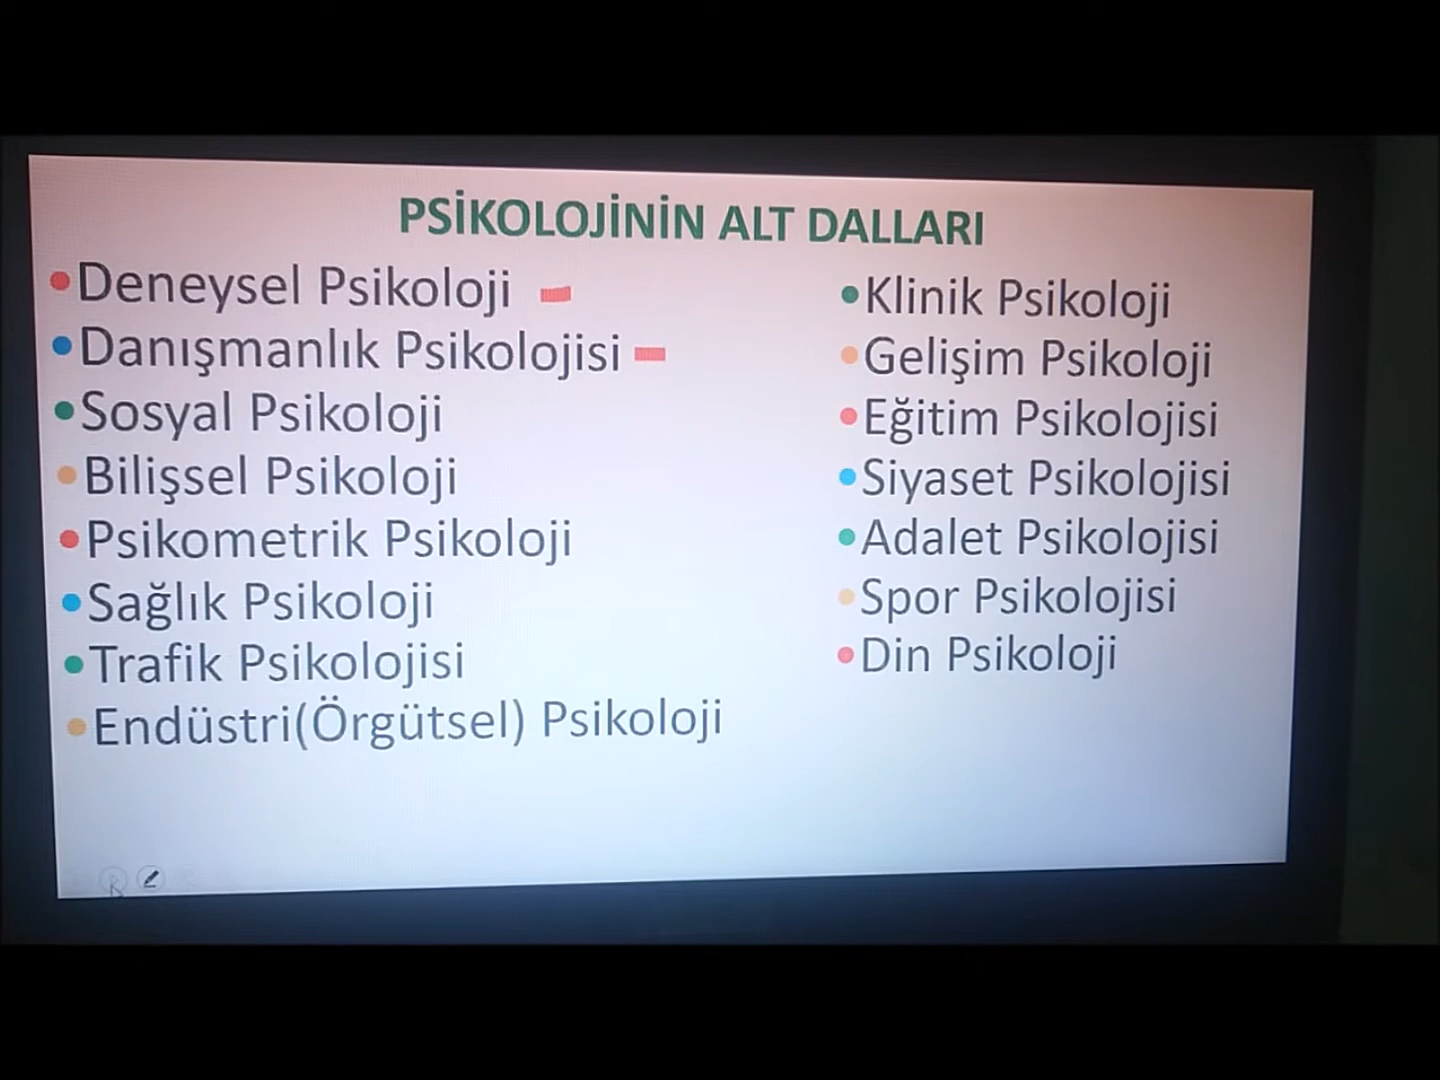 PSİKOLOJİNİN ALT DALLARI
•Deneysel Psikoloji
•Danışmanlık Psikolojisi
•Sosyal Psikoloji
•Bilişsel Psikoloji
•Psikometrik Psikoloji
•Sağlık Psikoloji
•Trafik Psikolojisi
•Endüstri(Örgütsel) Psikoloji
•Klinik Psikoloji
•Gelişim Psikoloji
•Eğitim Psikolojisi
•Siyaset Psikolojisi
•Adalet Psikolojisi
•Spor Psikolojisi
•Din Psikoloji